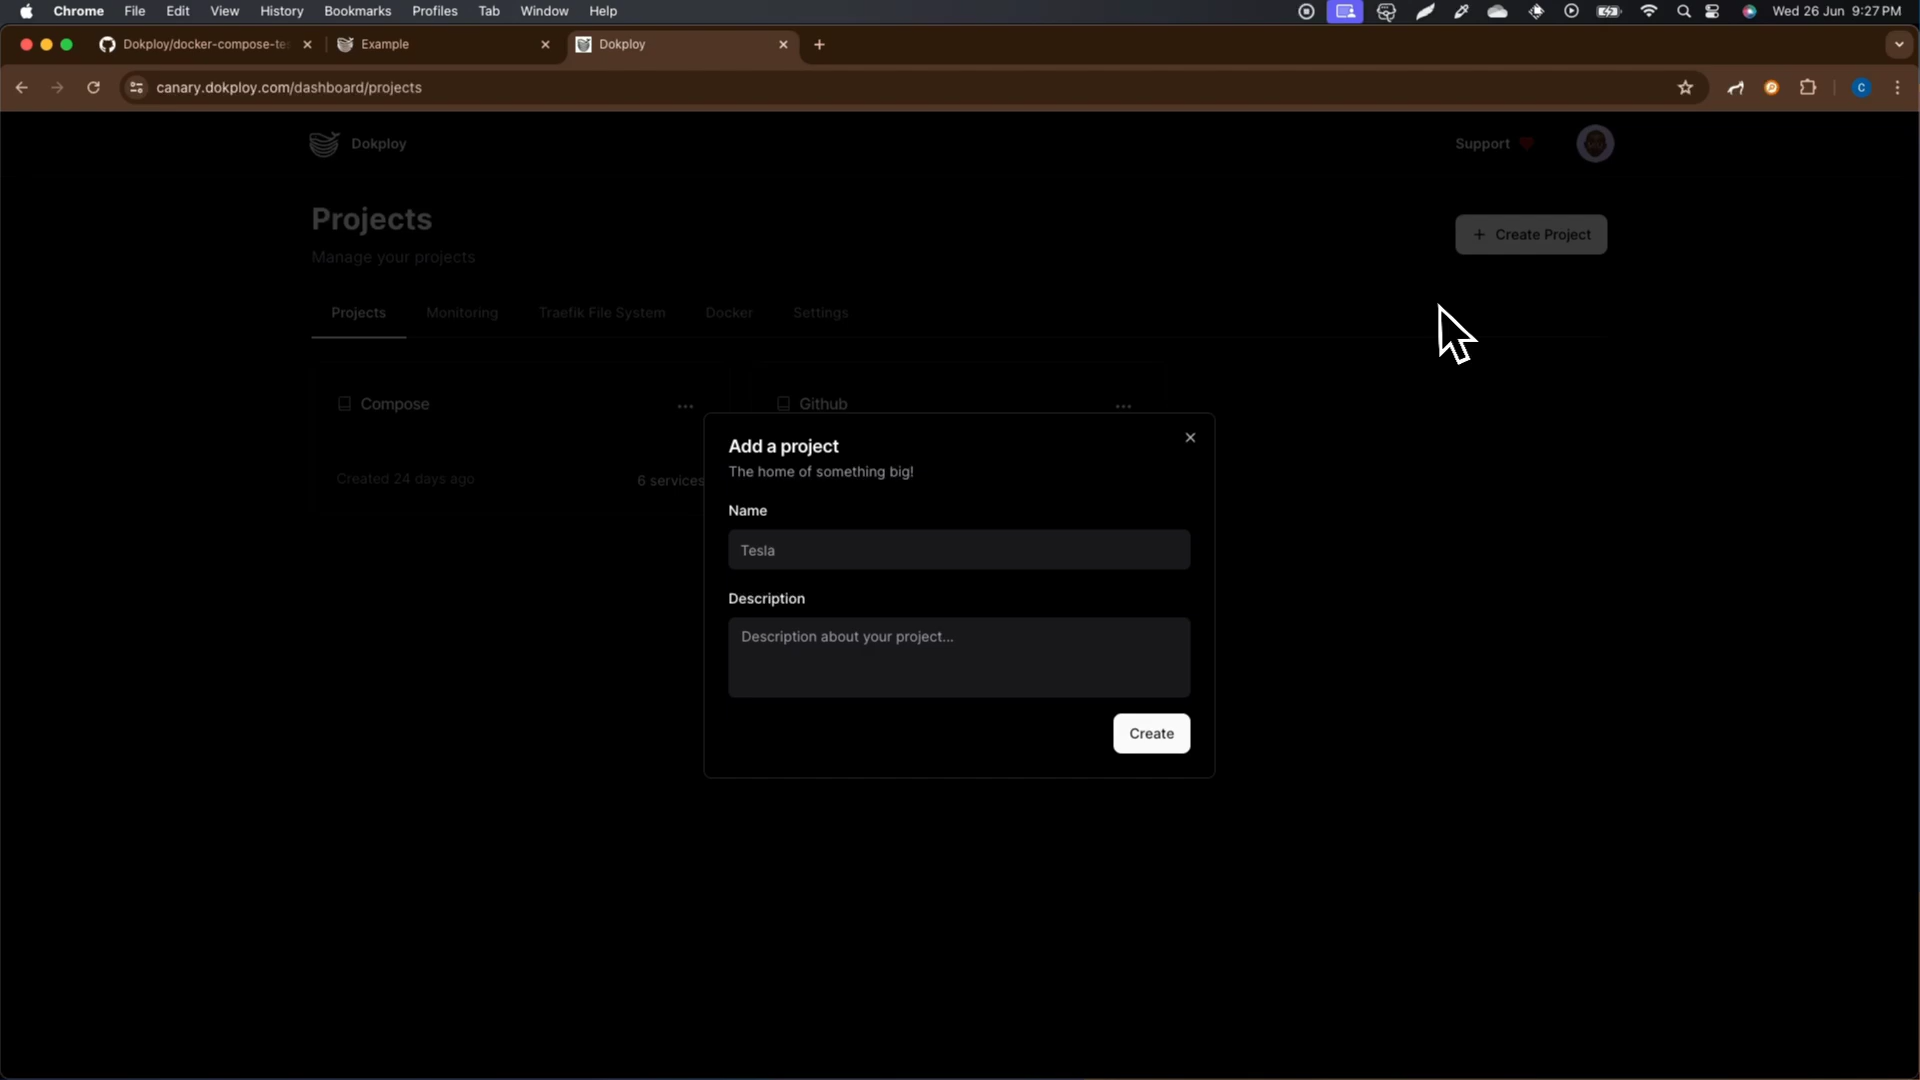 Chrome File Edit View History Bookmarks Profiles Tab Window Help Wed 26 Jun 9:27 PM
Dokploy/docker-compose-te Example Dokploy
canary.dokploy.com/dashboard/projects C
Dokploy Support
Projects
Manage your projects
+ Create Project
Projects Monitoring Traefik File System Docker Settings
Compose ... Github ...
Created 24 days ago 6 services
Add a project
The home of something big!
Name
Tesla
Description
Description about your project...
Create